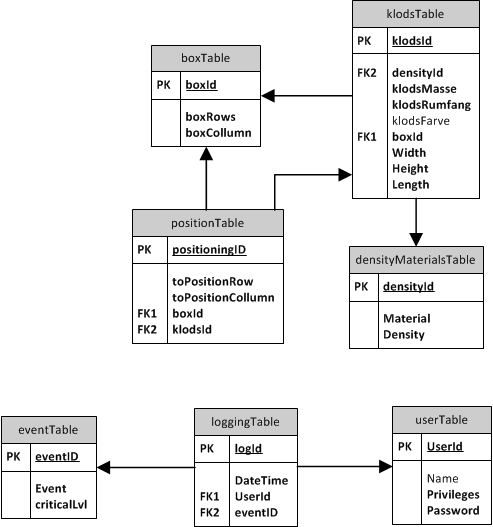 klodsTable
PK klodsId
FK2 densityId
klodsMasse
klodsRumfang
klodsFarve
FK1 boxId
Width
Height
Length
boxTable
PK boxId
boxRows
boxCollumn
positionTable
PK positioningID
toPositionRow
toPositionCollumn
FK1 boxId
FK2 klodsId
densityMaterialsTable
PK densityId
Material
Density
eventTable
PK eventID
Event
criticalLvl
loggingTable
PK logId
DateTime
FK1 UserId
FK2 eventID
userTable
PK UserId
Name
Privileges
Password